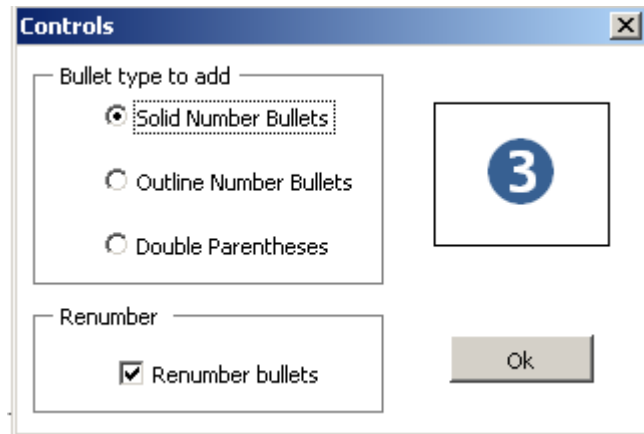 Controls
Bullet type to add
Solid Number Bullets
Outline Number Bullets
Double Parentheses
3
Renumber
Renumber bullets
Ok